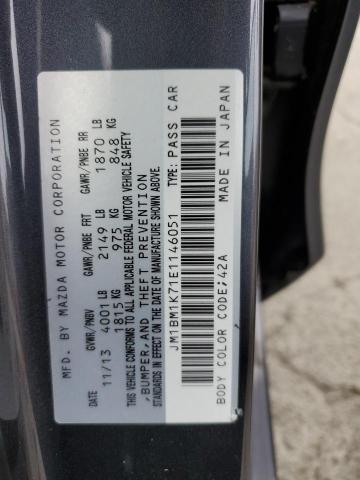 MFD. BY MAZDA MOTOR CORPORATION
DATE GVWR/PNBV GAWR/PNBE FRT GAWR/PNBE RR
11/13 4001 LB 2149 LB 1870 LB
1815 KG 975 KG 848 KG
THIS VEHICLE CONFORMS TO ALL APPLICABLE FEDERAL MOTOR VEHICLE SAFETY,
BUMPER, AND THEFT PREVENTION
STANDARDS IN EFFECT ON THE DATE OF MANUFACTURE SHOWN ABOVE.
JM1BM1K71E1146051 TYPE: PASS CAR
BODY COLOR CODE;42A MADE IN JAPAN